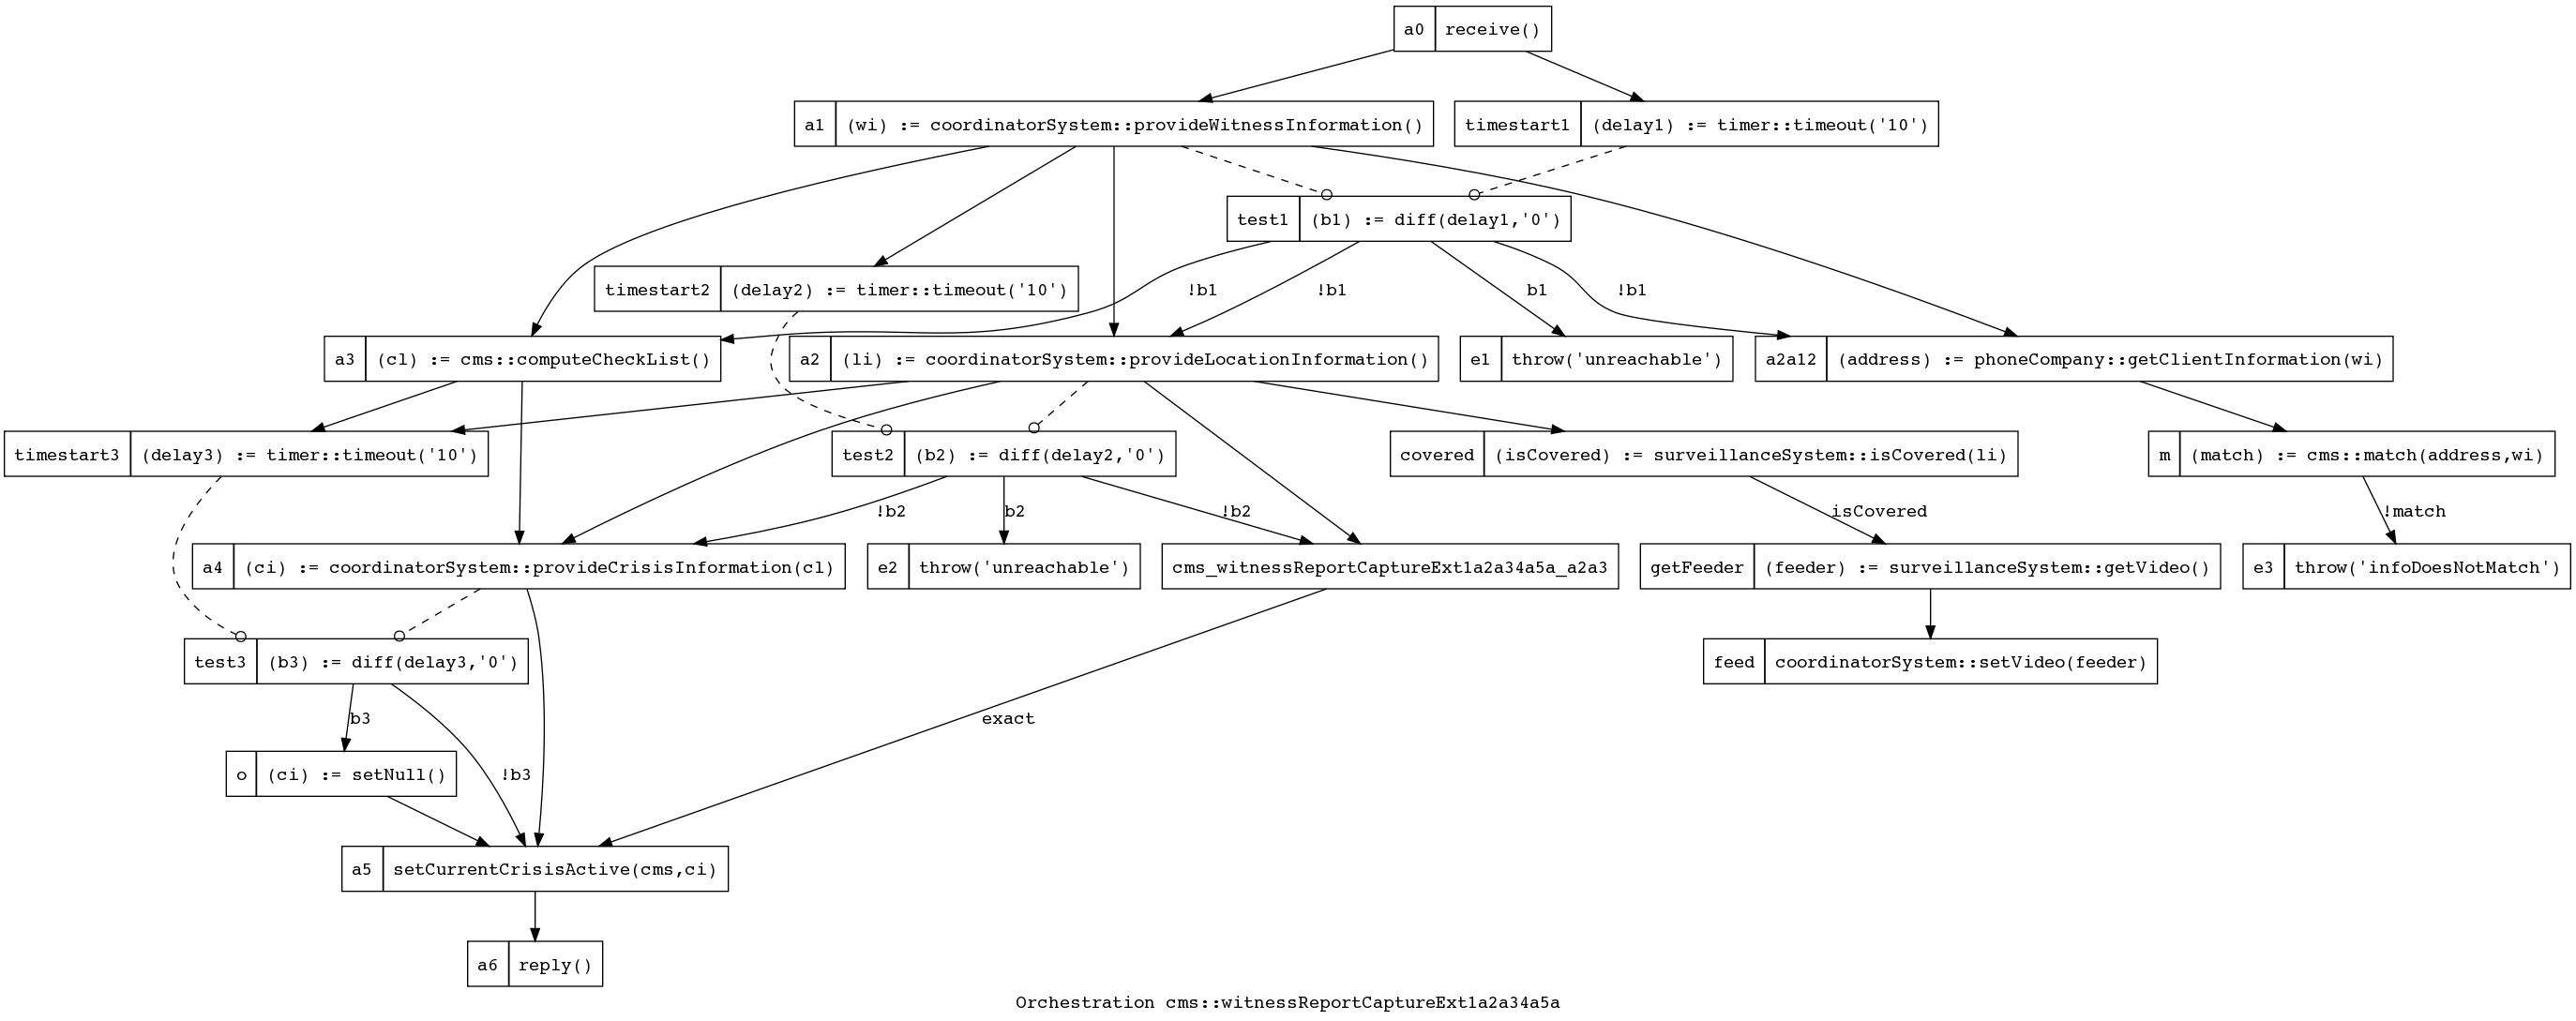 a0 receive()
a1 (wi) := coordinatorSystem::provideWitnessInformation()
timestart1 (delay1) := timer::timeout('10')
test1 (b1) := diff(delay1,'0')
timestart2 (delay2) := timer::timeout('10')
!b1
!b1
b1
!b1
a3 (cl) := cms::computeCheckList()
a2 (li) := coordinatorSystem::provideLocationInformation()
e1 throw('unreachable')
a2a12 (address) := phoneCompany::getClientInformation(wi)
timestart3 (delay3) := timer::timeout('10')
test2 (b2) := diff(delay2,'0')
covered (isCovered) := surveillanceSystem::isCovered(li)
m (match) := cms::match(address,wi)
!b2
b2
!b2
isCovered
!match
a4 (ci) := coordinatorSystem::provideCrisisInformation(cl)
e2 throw('unreachable')
cms_witnessReportCaptureExt1a2a34a5a_a2a3
getFeeder (feeder) := surveillanceSystem::getVideo()
e3 throw('infoDoesNotMatch')
test3 (b3) := diff(delay3,'0')
feed coordinatorSystem::setVideo(feeder)
b3
exact
o (ci) := setNull()
!b3
a5 setCurrentCrisisActive(cms,ci)
a6 reply()
Orchestration cms::witnessReportCaptureExt1a2a34a5a